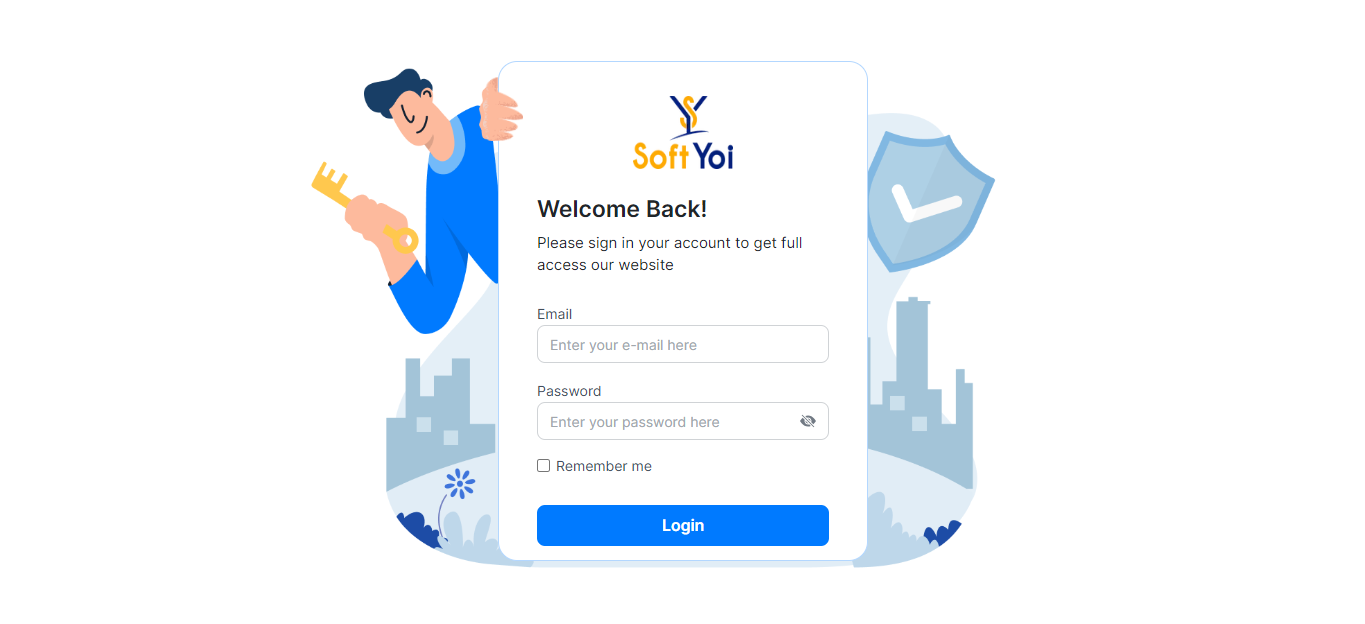 Soft Yoi
Welcome Back!
Please sign in your account to get full
access our website
Email
Enter your e-mail here
Password
Enter your password here
Remember me
Login